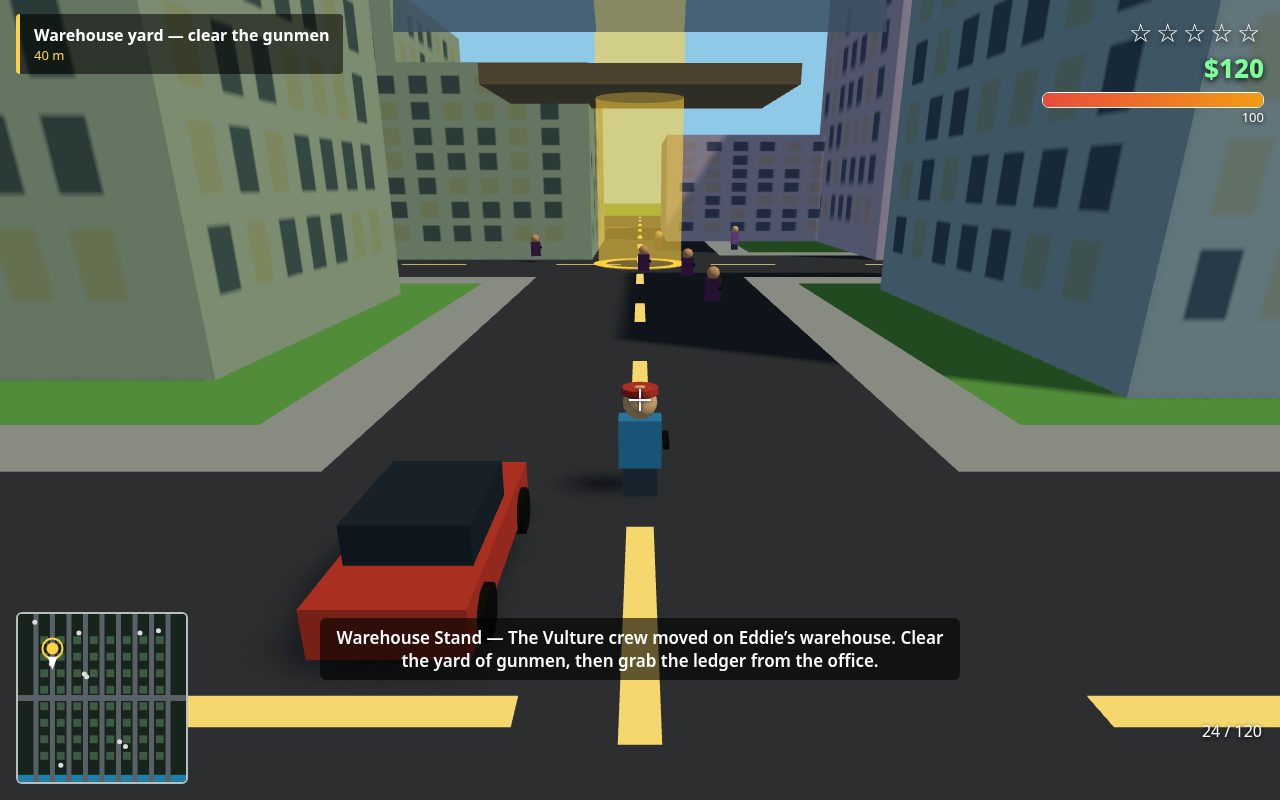 Warehouse yard — clear the gunmen
40 m
☆☆☆☆☆
$120
100
Warehouse Stand — The Vulture crew moved on Eddie’s warehouse. Clear
the yard of gunmen, then grab the ledger from the office.
24 / 120